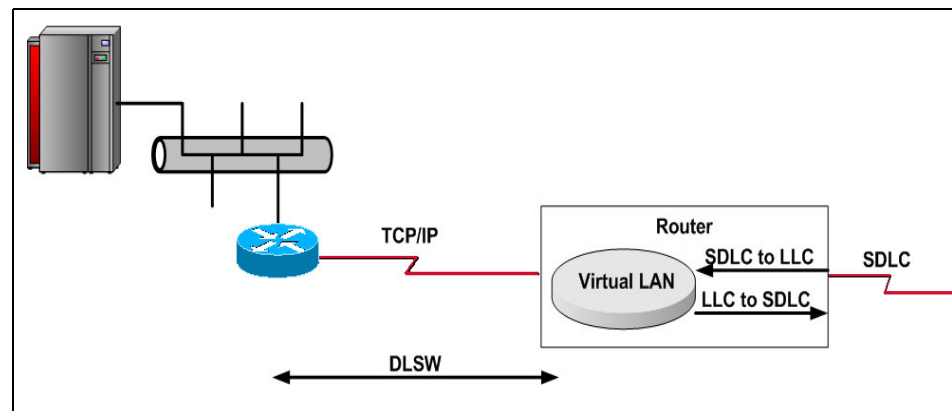 Router
TCP/IP
SDLC to LLC
SDLC
Virtual LAN
LLC to SDLC
DLSW